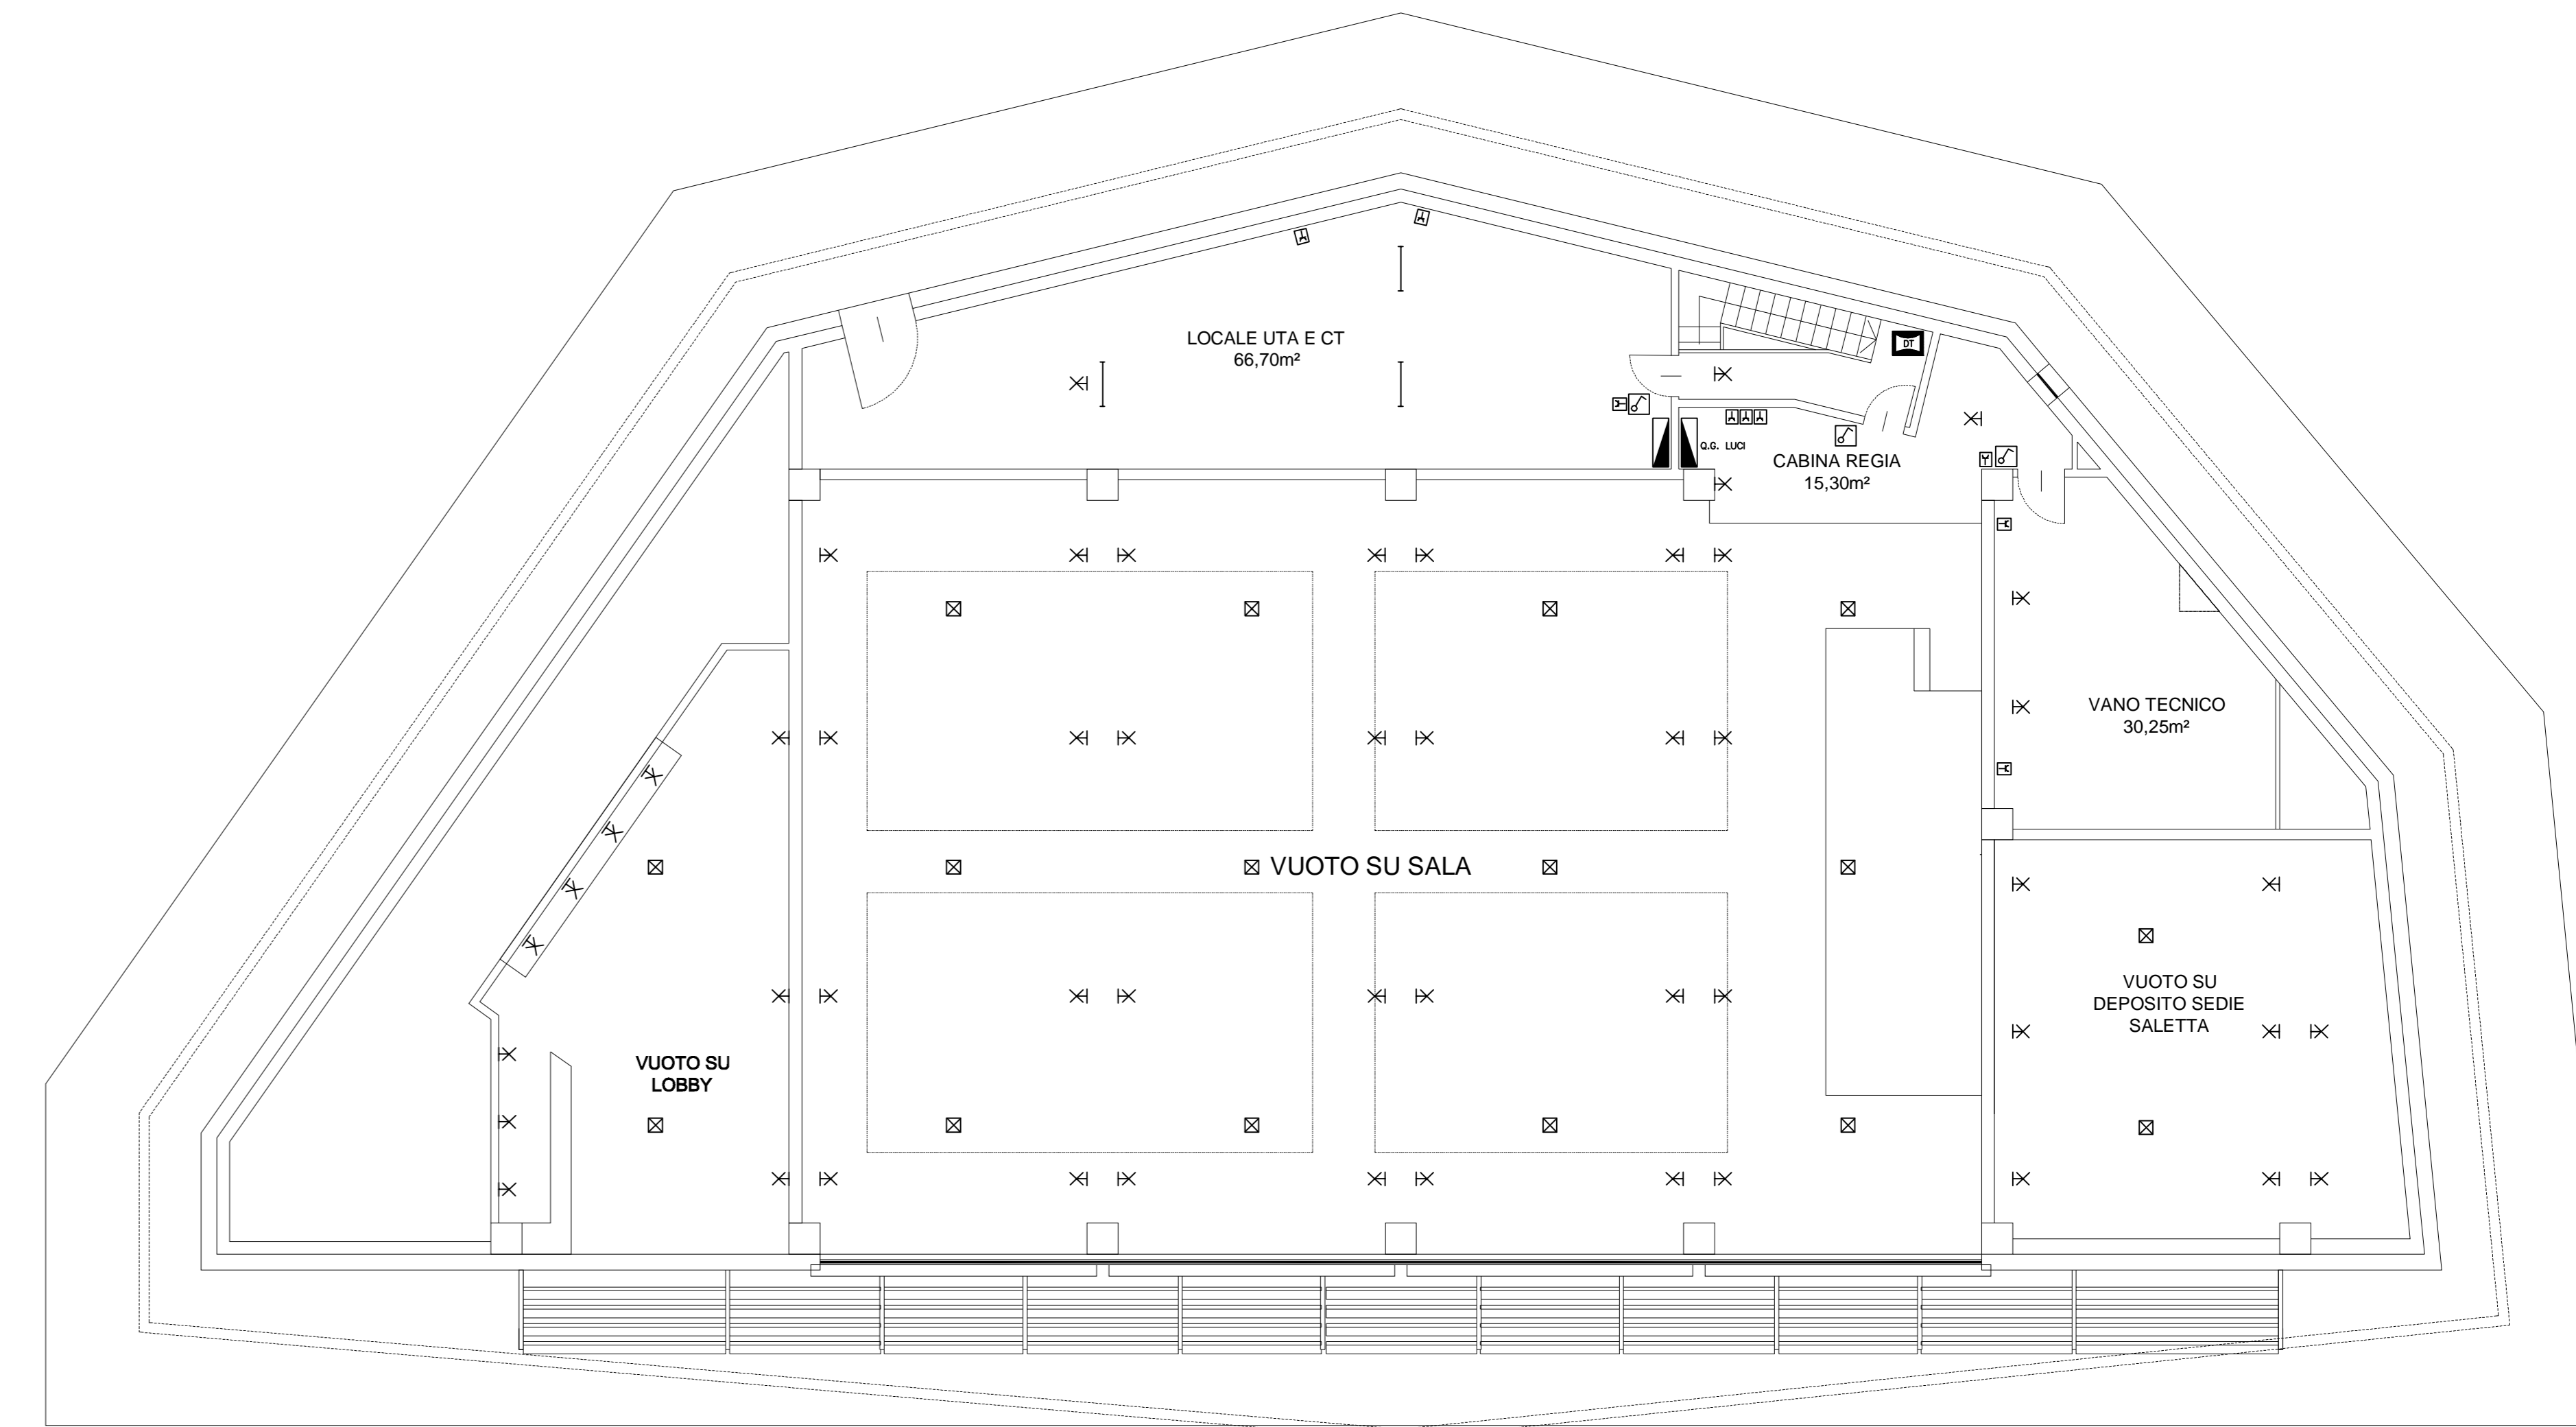 LOCALE UTA E CT
66,70m²
DT
Q.G. LUCI
CABINA REGIA
15,30m²
VANO TECNICO
30,25m²
VUOTO SU SALA
VUOTO SU
DEPOSITO SEDIE
SALETTA
VUOTO SU
LOBBY